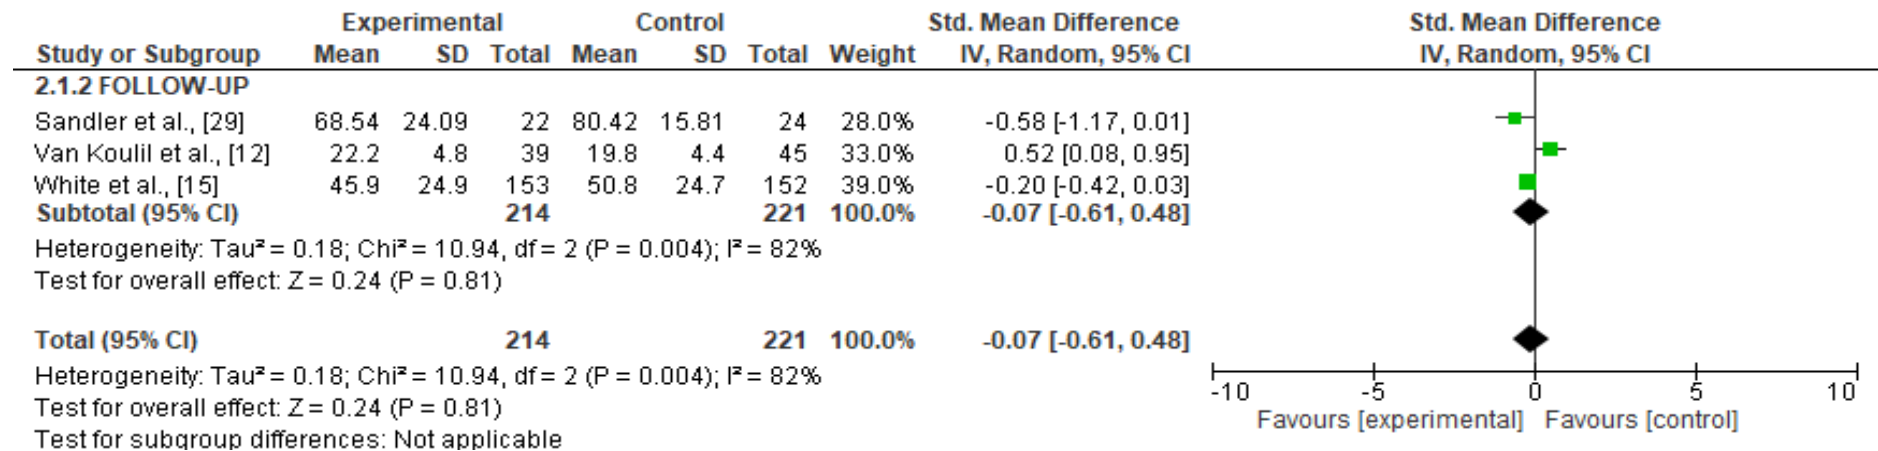 Experimental Control Std. Mean Difference Std. Mean Difference
Study or Subgroup Mean SD Total Mean SD Total Weight IV, Random, 95% CI IV, Random, 95% CI
2.1.2 FOLLOW-UP
Sandler et al., [29] 68.54 24.09 22 80.42 15.81 24 28.0% -0.58 [-1.17, 0.01]
Van Koulil et al., [12] 22.2 4.8 39 19.8 4.4 45 33.0% 0.52 [0.08, 0.95]
White et al., [15] 45.9 24.9 153 50.8 24.7 152 39.0% -0.20 [-0.42, 0.03]
Subtotal (95% CI) 214 221 100.0% -0.07 [-0.61, 0.48]
Heterogeneity: Tau² = 0.18; Chi² = 10.94, df = 2 (P = 0.004); I² = 82%
Test for overall effect: Z = 0.24 (P = 0.81)
Total (95% CI) 214 221 100.0% -0.07 [-0.61, 0.48]
Heterogeneity: Tau² = 0.18; Chi² = 10.94, df = 2 (P = 0.004); I² = 82%
Test for overall effect: Z = 0.24 (P = 0.81)
Test for subgroup differences: Not applicable
-10 -5 0 5 10
Favours [experimental] Favours [control]